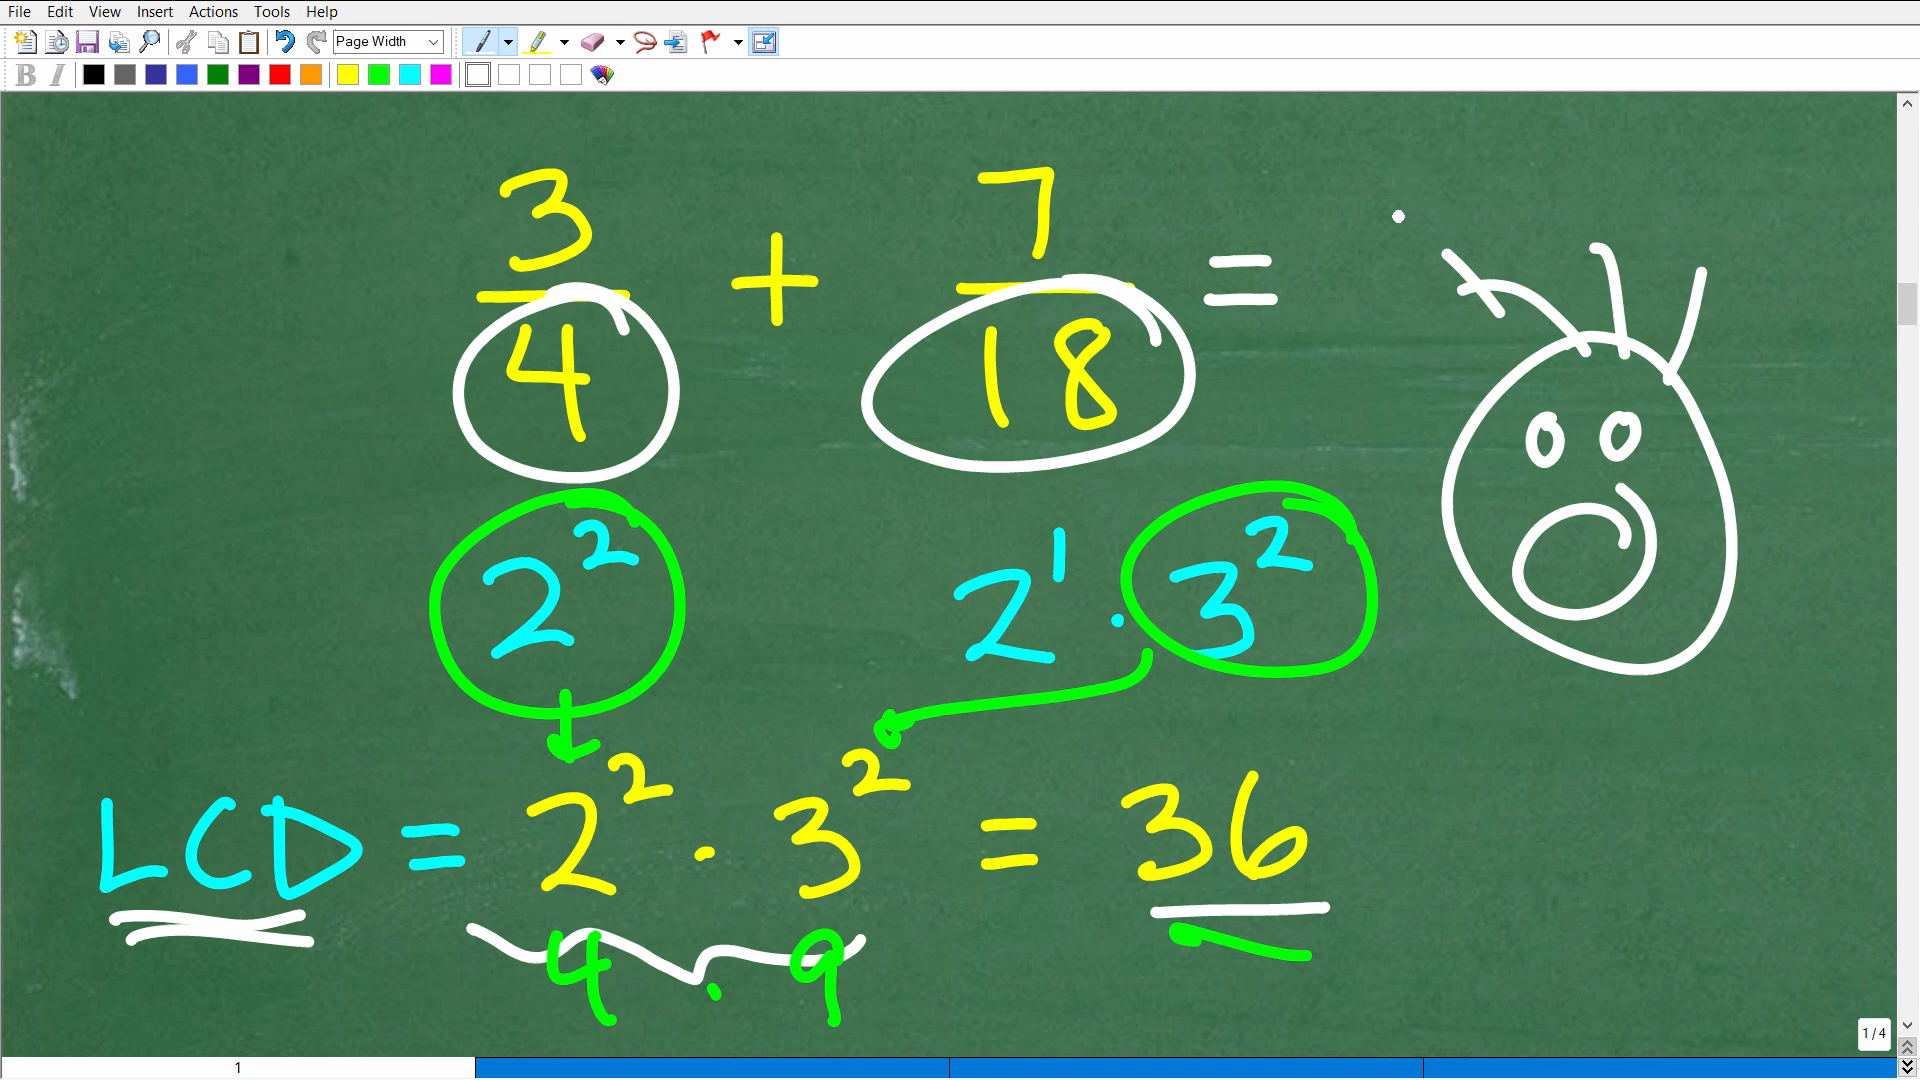 File Edit View Insert Actions Tools Help
Page Width
B I
3/4 + 7/18 =
2² 2¹ · 3²
LCD = 2² · 3² = 36
4 · 9
1 / 4
1